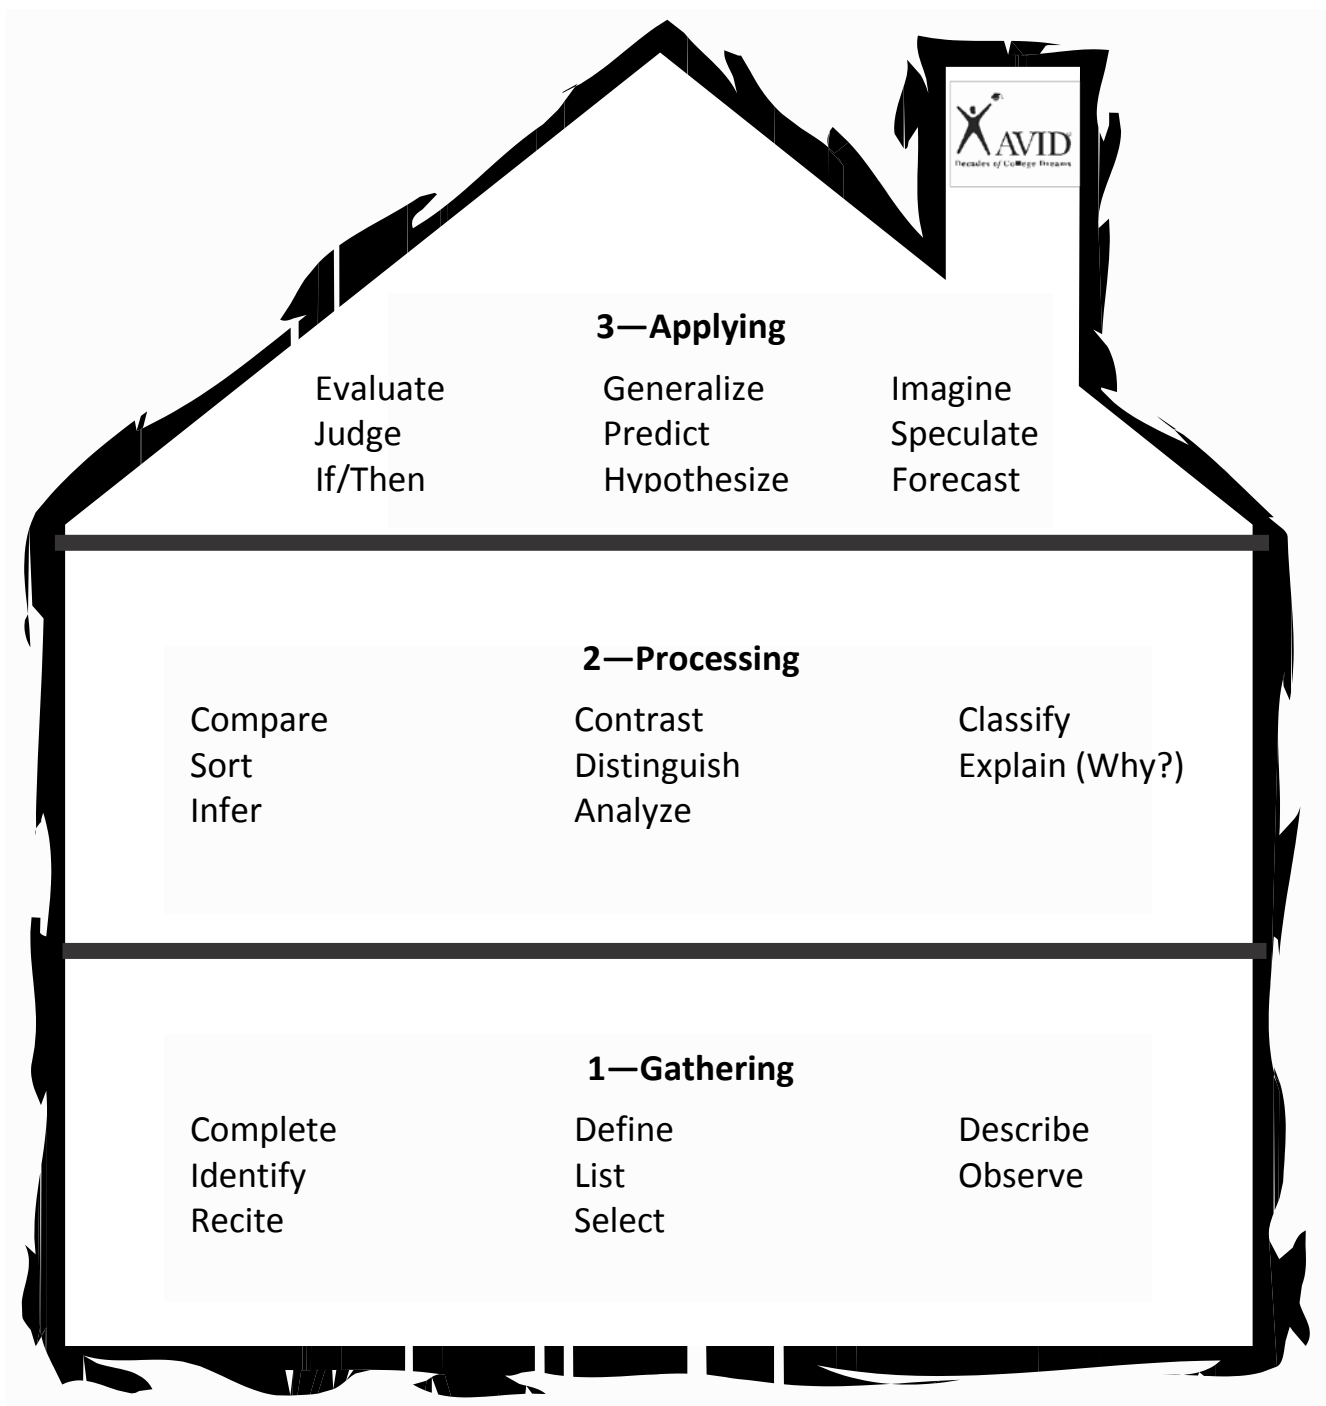 AVID
Decades of College Dreams
3—Applying
Evaluate Generalize Imagine
Judge Predict Speculate
If/Then Hypothesize Forecast
2—Processing
Compare Contrast Classify
Sort Distinguish Explain (Why?)
Infer Analyze
1—Gathering
Complete Define Describe
Identify List Observe
Recite Select